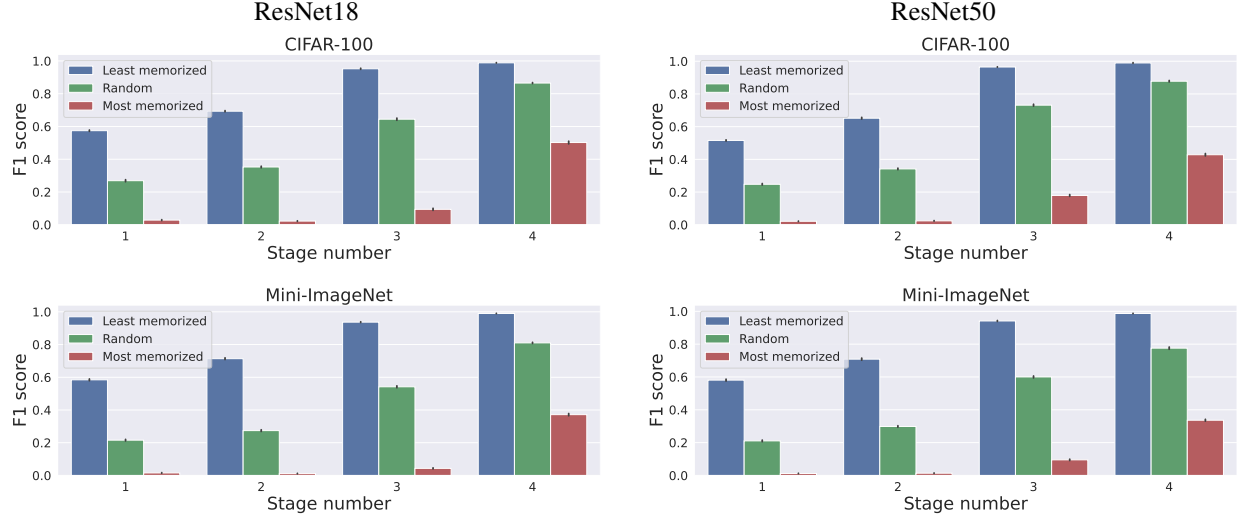 ResNet18
CIFAR-100
Least memorized
Random
Most memorized
F1 score
1.0
0.8
0.6
0.4
0.2
0.0
1 2 3 4
Stage number
Mini-ImageNet
Least memorized
Random
Most memorized
F1 score
1.0
0.8
0.6
0.4
0.2
0.0
1 2 3 4
Stage number
ResNet50
CIFAR-100
Least memorized
Random
Most memorized
F1 score
1.0
0.8
0.6
0.4
0.2
0.0
1 2 3 4
Stage number
Mini-ImageNet
Least memorized
Random
Most memorized
F1 score
1.0
0.8
0.6
0.4
0.2
0.0
1 2 3 4
Stage number